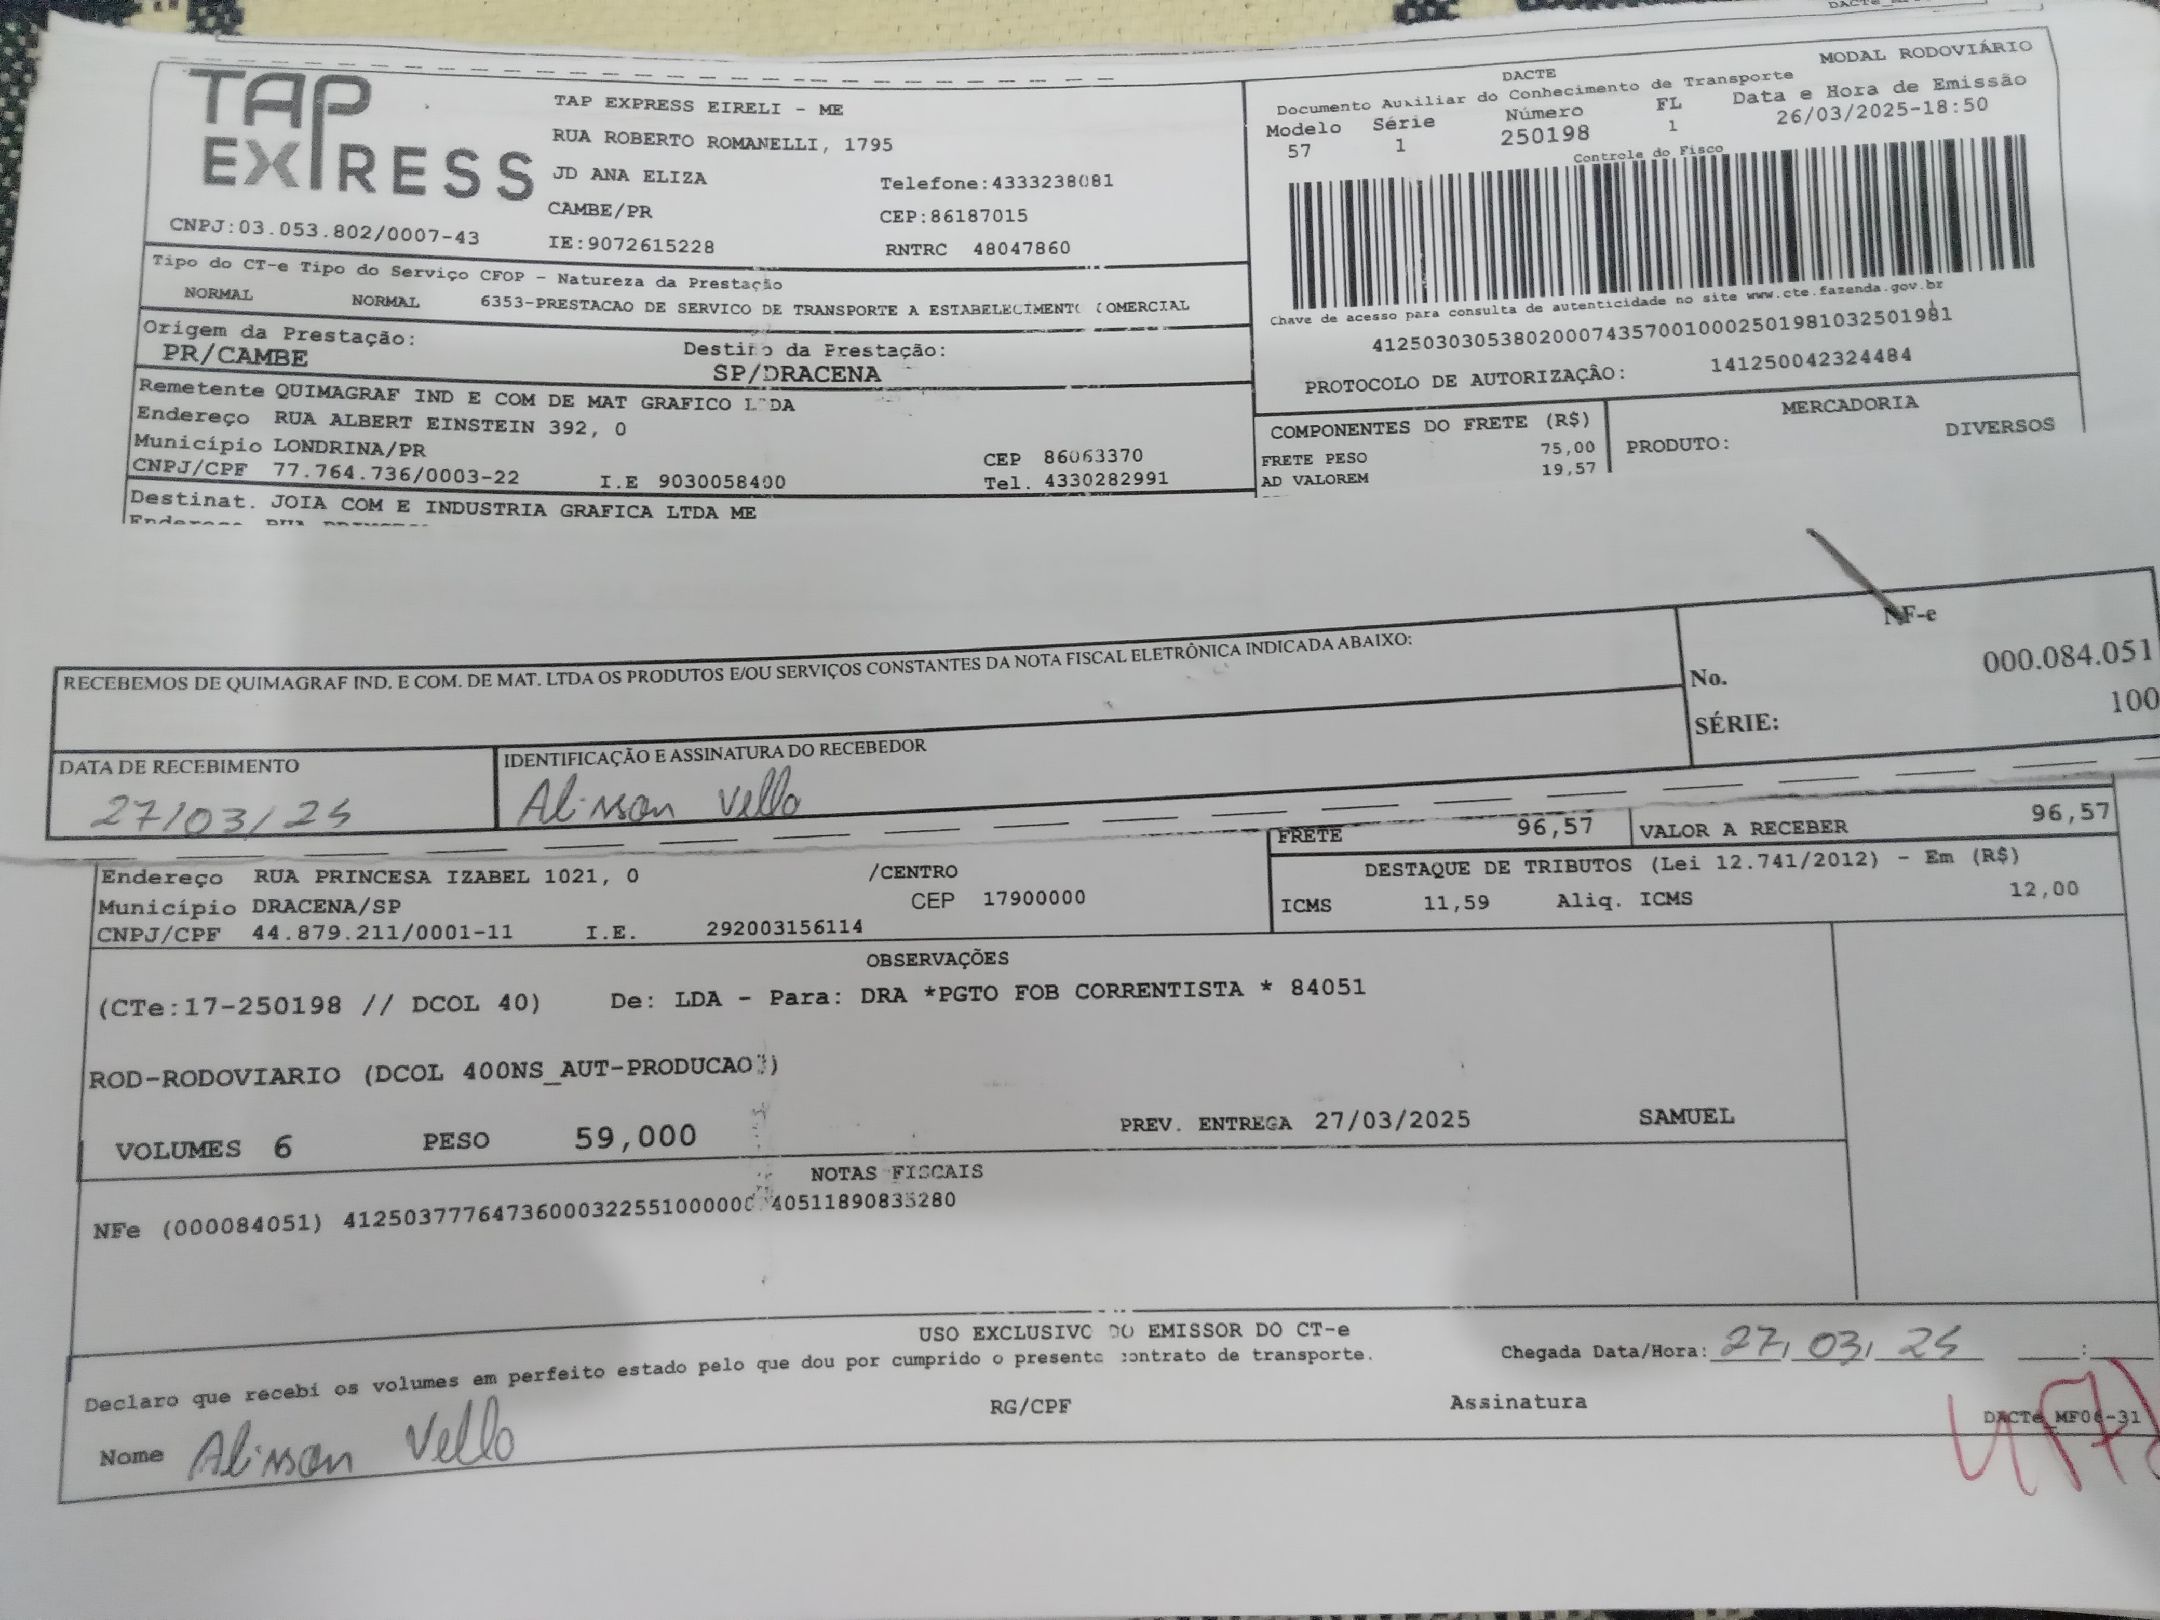 TAP EXPRESS
TAP EXPRESS EIRELI - ME
RUA ROBERTO ROMANELLI, 1795
JD ANA ELIZA Telefone:4333238081
CAMBE/PR CEP:86187015
CNPJ:03.053.802/0007-43 IE:9072615228 RNTRC 48047860
MODAL RODOVIÁRIO
DACTE
Documento Auxiliar do Conhecimento de Transporte
Modelo Série Número FL Data e Hora de Emissão
57 1 250198 1 26/03/2025-18:50
Controle do Fisco
Chave de acesso para consulta de autenticidade no site www.cte.fazenda.gov.br
41250303053802000743570010002501981032501981
PROTOCOLO DE AUTORIZAÇÃO: 141250042324484
Tipo do CT-e Tipo do Serviço CFOP - Natureza da Prestação
NORMAL NORMAL 6353-PRESTACAO DE SERVICO DE TRANSPORTE A ESTABELECIMENTO COMERCIAL
Origem da Prestação: Destino da Prestação:
PR/CAMBE SP/DRACENA
Remetente QUIMAGRAF IND E COM DE MAT GRAFICO LTDA
Endereço RUA ALBERT EINSTEIN 392, 0
Município LONDRINA/PR CEP 86063370
CNPJ/CPF 77.764.736/0003-22 I.E 9030058400 Tel. 4330282991
Destinat. JOIA COM E INDUSTRIA GRAFICA LTDA ME
COMPONENTES DO FRETE (R$)
FRETE PESO 75,00
AD VALOREM 19,57
MERCADORIA
PRODUTO: DIVERSOS
RECEBEMOS DE QUIMAGRAF IND. E COM. DE MAT. LTDA OS PRODUTOS E/OU SERVIÇOS CONSTANTES DA NOTA FISCAL ELETRÔNICA INDICADA ABAIXO:
NF-e
No. 000.084.051
SÉRIE: 100
DATA DE RECEBIMENTO IDENTIFICAÇÃO E ASSINATURA DO RECEBEDOR
27/03/25 Alisson Vello
FRETE 96,57 VALOR A RECEBER 96,57
DESTAQUE DE TRIBUTOS (Lei 12.741/2012) - Em (R$)
ICMS 11,59 Aliq. ICMS 12,00
Endereço RUA PRINCESA IZABEL 1021, 0 /CENTRO
Município DRACENA/SP CEP 17900000
CNPJ/CPF 44.879.211/0001-11 I.E. 292003156114
OBSERVAÇÕES
(CTe:17-250198 // DCOL 40) De: LDA - Para: DRA *PGTO FOB CORRENTISTA * 84051
ROD-RODOVIARIO (DCOL 400NS_AUT-PRODUCAO )
VOLUMES 6 PESO 59,000 PREV. ENTREGA 27/03/2025 SAMUEL
NOTAS FISCAIS
NFe (000084051)
USO EXCLUSIVO DO EMISSOR DO CT-e
Declaro que recebi os volumes em perfeito estado pelo que dou por cumprido o presente contrato de transporte. Chegada Data/Hora: 27/03/25 __:__
Nome Alisson Vello RG/CPF Assinatura